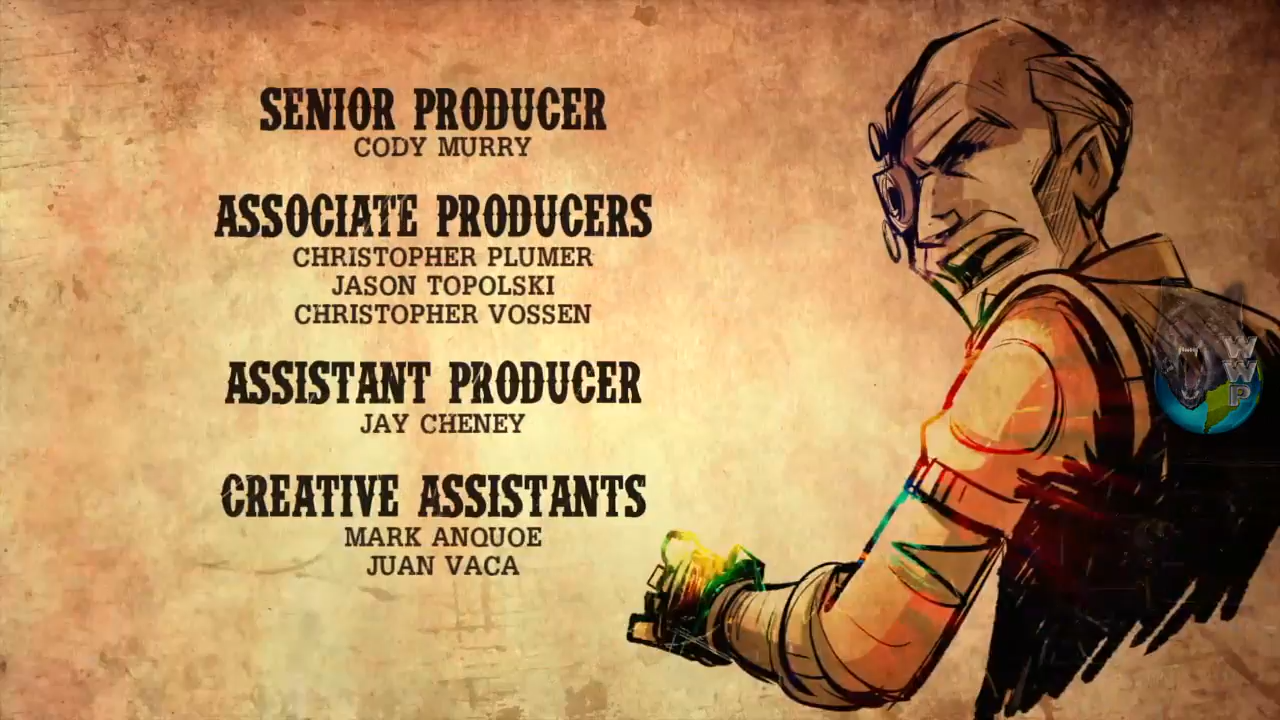 SENIOR PRODUCER
CODY MURRY
ASSOCIATE PRODUCERS
CHRISTOPHER PLUMER
JASON TOPOLSKI
CHRISTOPHER VOSSEN
ASSISTANT PRODUCER
JAY CHENEY
CREATIVE ASSISTANTS
MARK ANQUOE
JUAN VACA
WWP